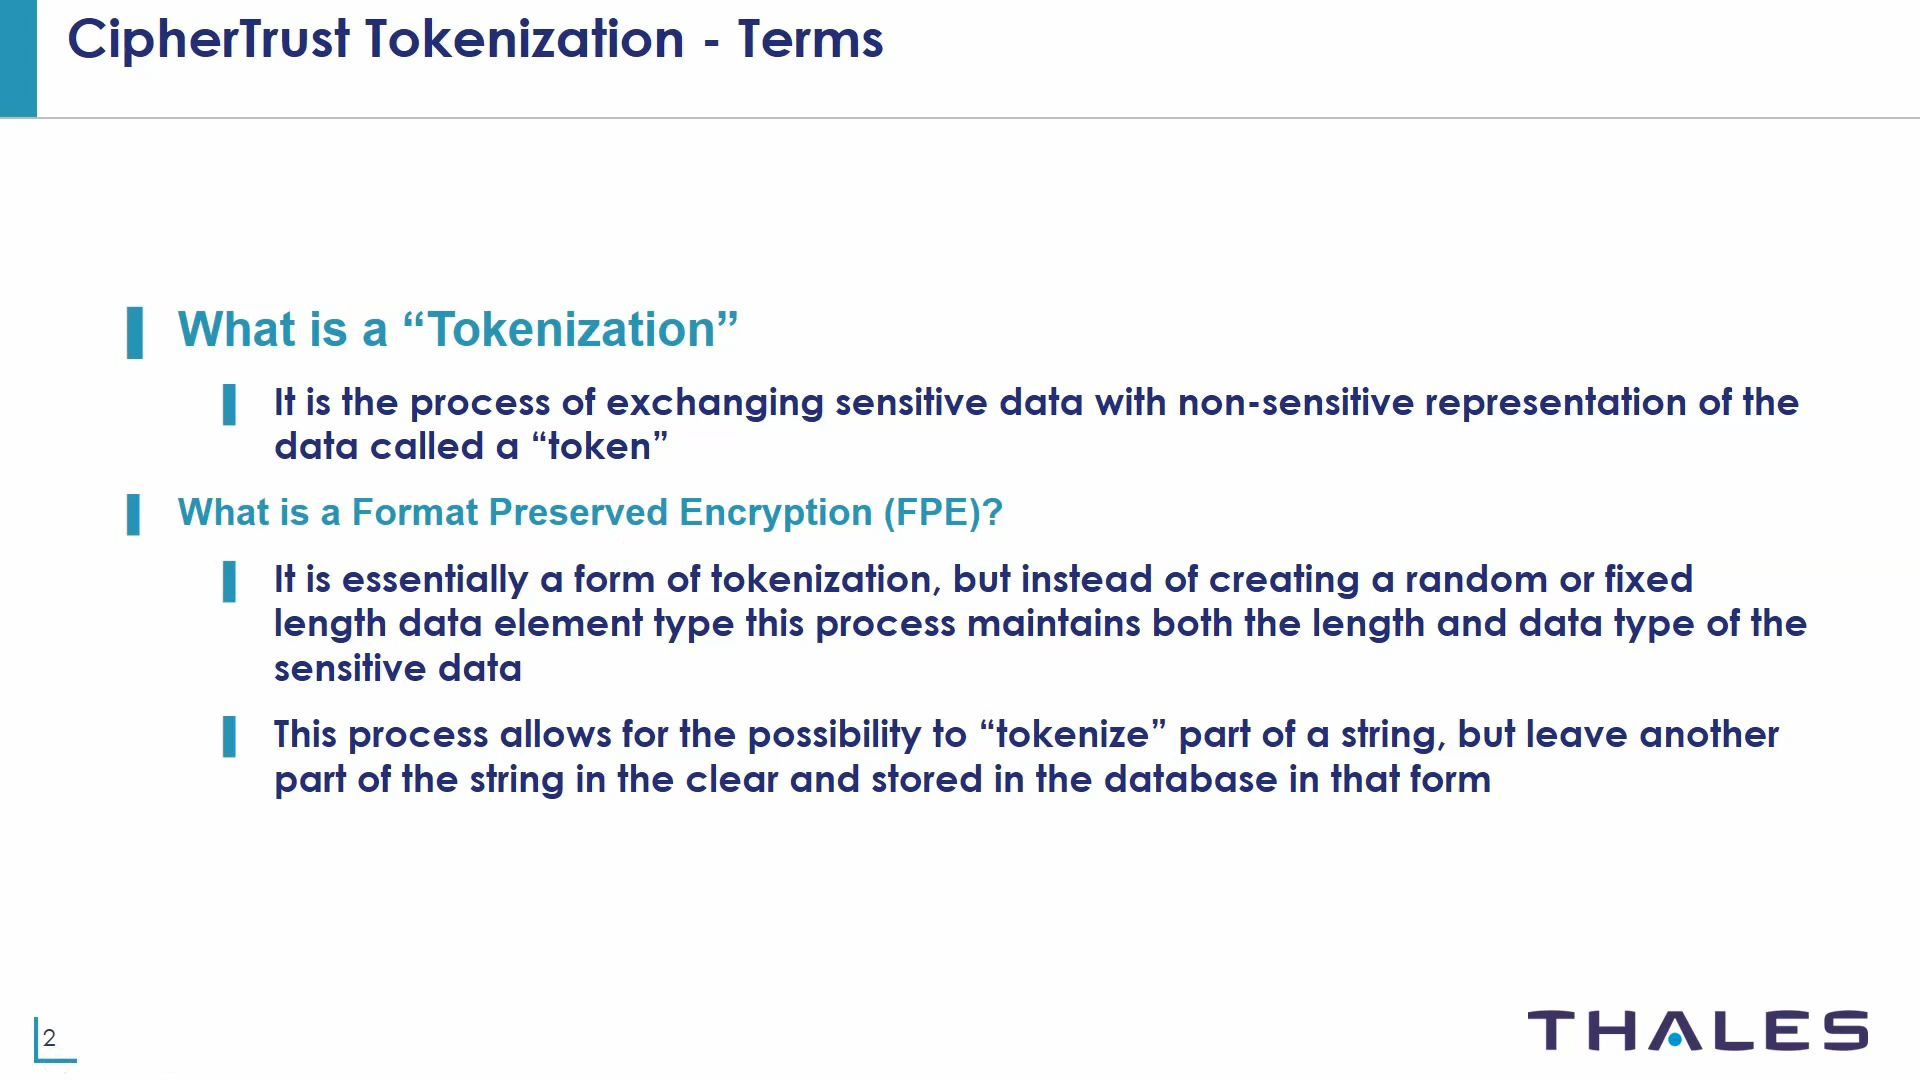 CipherTrust Tokenization - Terms
What is a “Tokenization”
It is the process of exchanging sensitive data with non-sensitive representation of the
data called a “token”
What is a Format Preserved Encryption (FPE)?
It is essentially a form of tokenization, but instead of creating a random or fixed
length data element type this process maintains both the length and data type of the
sensitive data
This process allows for the possibility to “tokenize” part of a string, but leave another
part of the string in the clear and stored in the database in that form
2
THALES